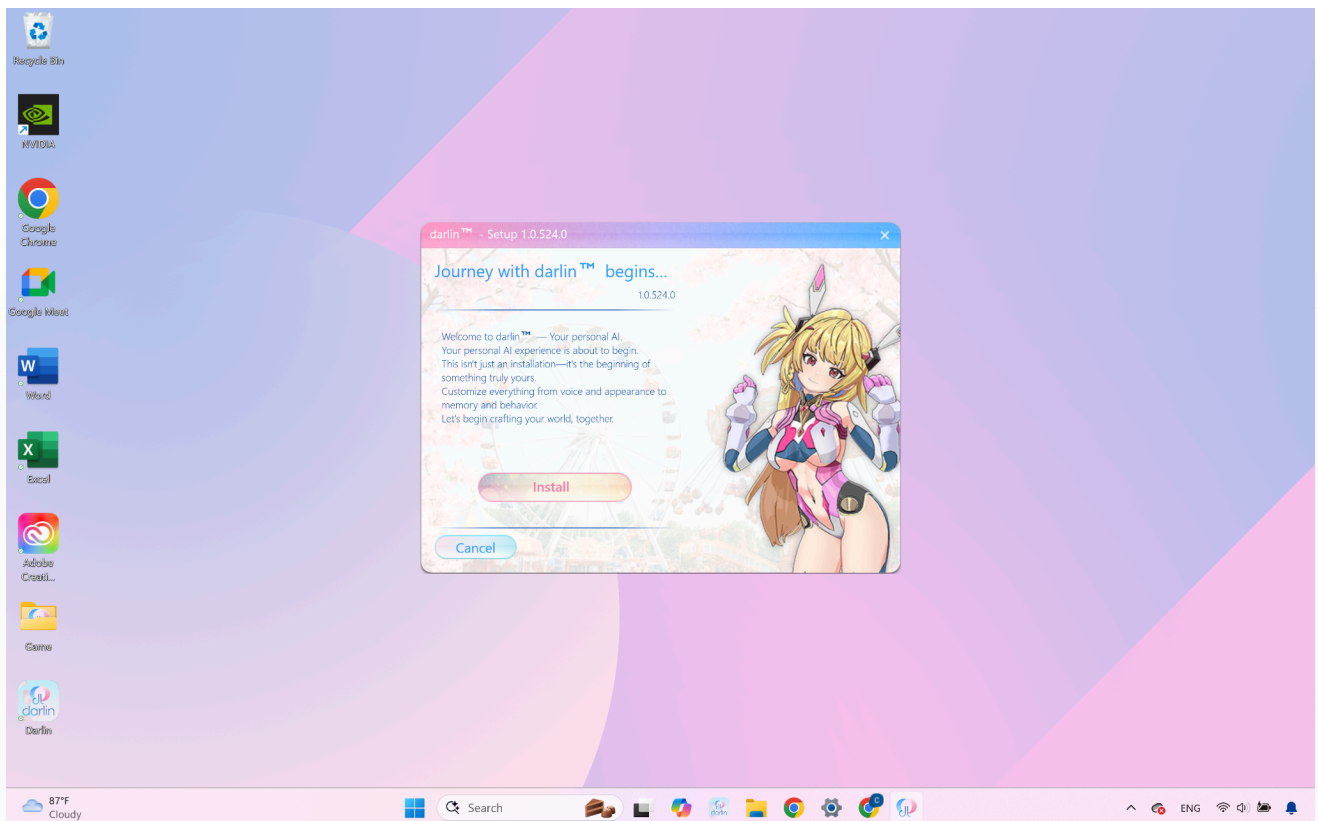 Recycle Bin
NVIDIA
Google
Chrome
Google Meet
W
Word
X
Excel
Adobe
Creati...
Game
darlin
Darlin
darlin™ - Setup 1.0.524.0
Journey with darlin™ begins...
1.0.524.0
Welcome to darlin™ — Your personal AI.
Your personal AI experience is about to begin.
This isn't just an installation—it's the beginning of
something truly yours.
Customize everything from voice and appearance to
memory and behavior.
Let's begin crafting your world, together.
Install
Cancel
87°F
Cloudy
Search
darlin
C
ENG